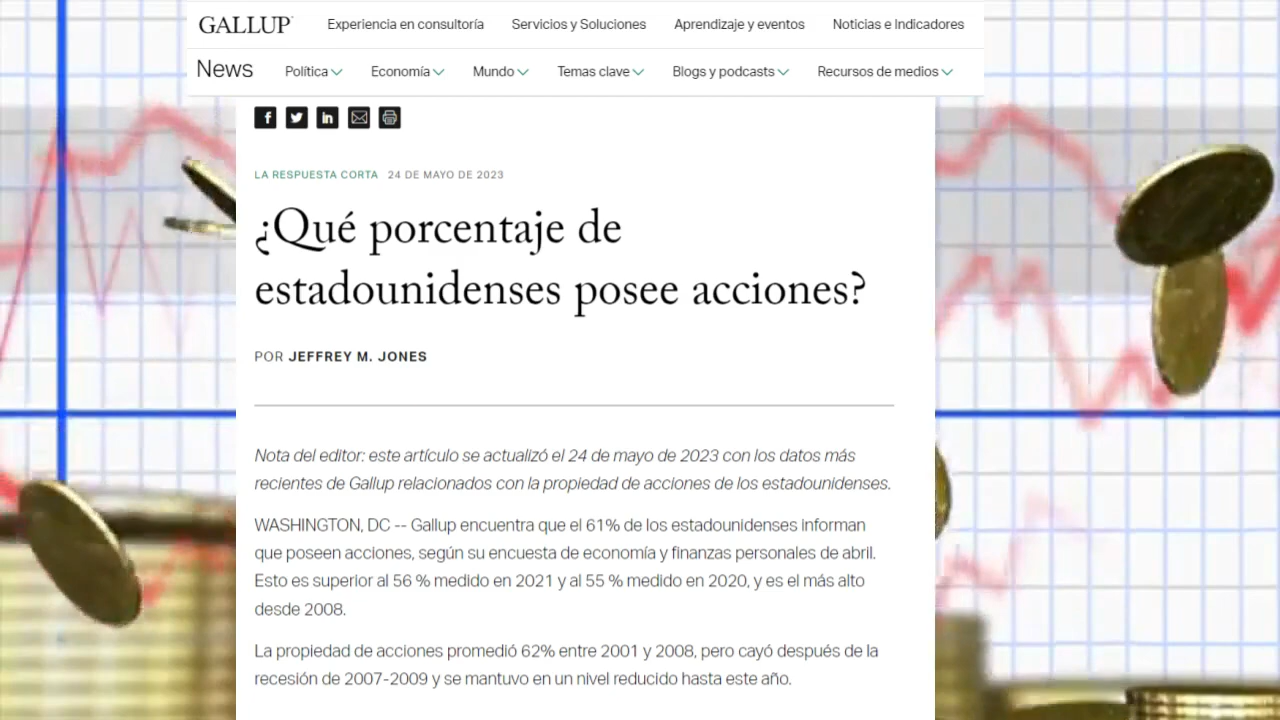 GALLUP Experiencia en consultoría Servicios y Soluciones Aprendizaje y eventos Noticias e Indicadores
News Política Economía Mundo Temas clave Blogs y podcasts Recursos de medios
LA RESPUESTA CORTA 24 DE MAYO DE 2023
¿Qué porcentaje de
estadounidenses posee acciones?
POR JEFFREY M. JONES
Nota del editor: este artículo se actualizó el 24 de mayo de 2023 con los datos más
recientes de Gallup relacionados con la propiedad de acciones de los estadounidenses.
WASHINGTON, DC -- Gallup encuentra que el 61% de los estadounidenses informan
que poseen acciones, según su encuesta de economía y finanzas personales de abril.
Esto es superior al 56 % medido en 2021 y al 55 % medido en 2020, y es el más alto
desde 2008.
La propiedad de acciones promedió 62% entre 2001 y 2008, pero cayó después de la
recesión de 2007-2009 y se mantuvo en un nivel reducido hasta este año.